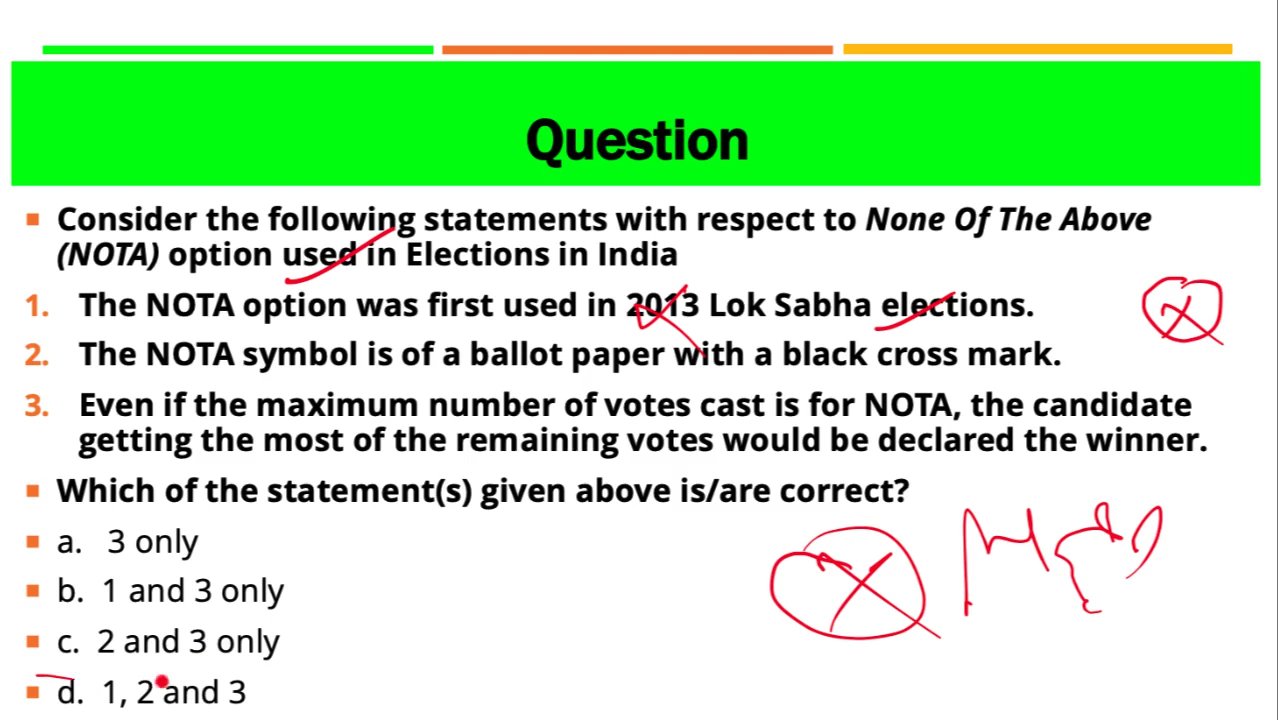 Question
Consider the following statements with respect to None Of The Above
(NOTA) option used in Elections in India
1. The NOTA option was first used in 2013 Lok Sabha elections.
2. The NOTA symbol is of a ballot paper with a black cross mark.
3. Even if the maximum number of votes cast is for NOTA, the candidate
getting the most of the remaining votes would be declared the winner.
Which of the statement(s) given above is/are correct?
a. 3 only
b. 1 and 3 only
c. 2 and 3 only
d. 1, 2 and 3